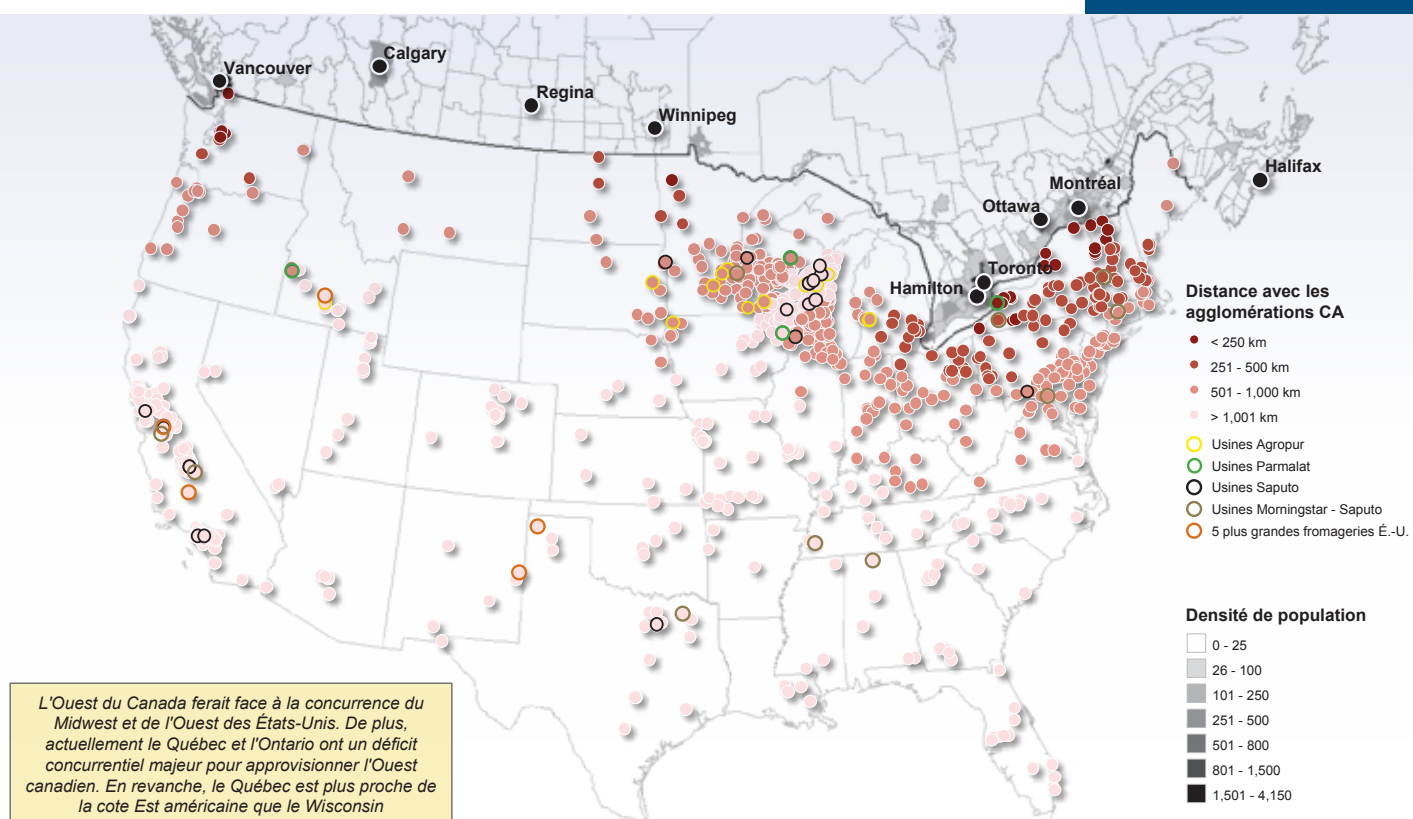 Calgary
Vancouver
Regina
Winnipeg
Halifax
Montréal
Ottawa
Toronto
Hamilton
Distance avec les
agglomérations CA
< 250 km
251 - 500 km
501 - 1,000 km
> 1,001 km
Usines Agropur
Usines Parmalat
Usines Saputo
Usines Morningstar - Saputo
5 plus grandes fromageries É.-U.
Densité de population
0 - 25
26 - 100
101 - 250
251 - 500
501 - 800
801 - 1,500
1,501 - 4,150
L'Ouest du Canada ferait face à la concurrence du
Midwest et de l'Ouest des États-Unis. De plus,
actuellement le Québec et l'Ontario ont un déficit
concurrentiel majeur pour approvisionner l'Ouest
canadien. En revanche, le Québec est plus proche de
la cote Est américaine que le Wisconsin